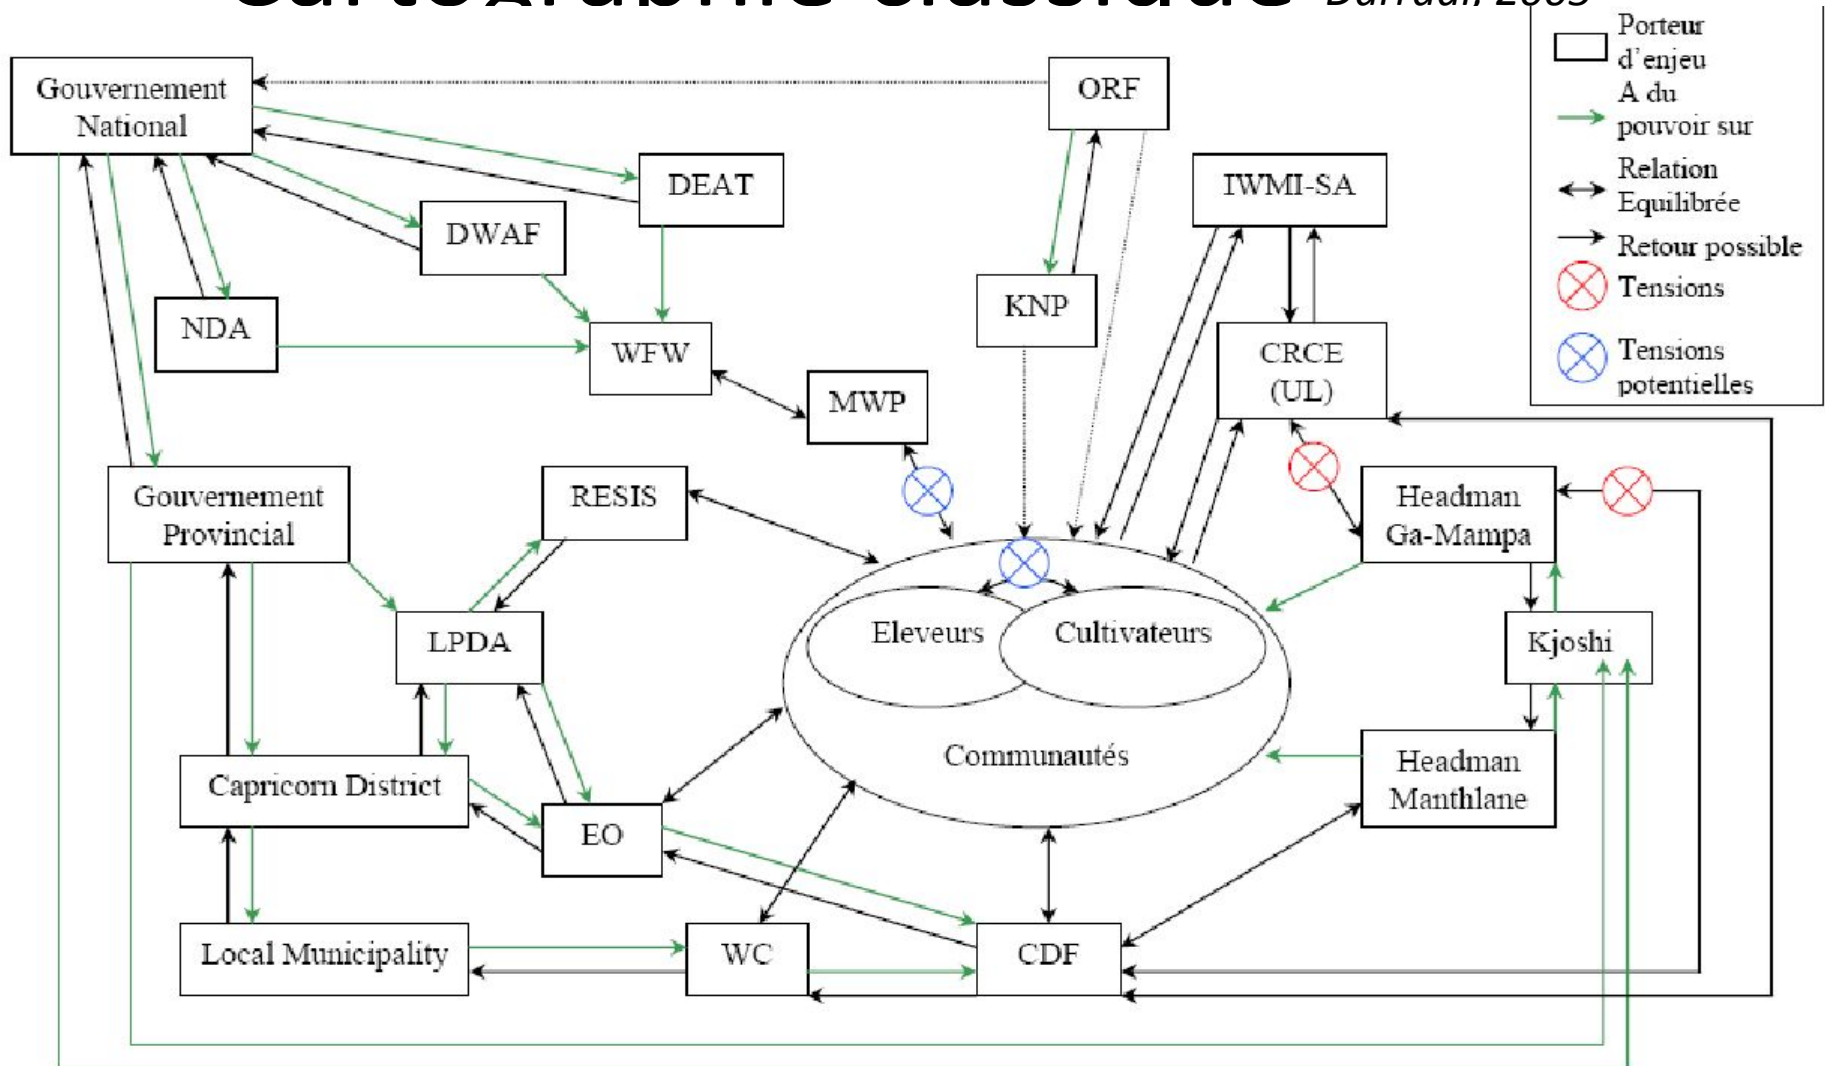 Cartographie classique
Gouvernement
National
ORF
Porteur
d'enjeu
A du
pouvoir sur
Relation
Equilibrée
Retour possible
Tensions
Tensions
potentielles
DEAT
IWMI-SA
DWAF
KNP
NDA
WFW
CRCE
(UL)
MWP
Gouvernement
Provincial
RESIS
Headman
Ga-Mampa
LPDA
Eleveurs
Cultivateurs
Kjoshi
Communautés
Capricorn District
Headman
Manthlane
EO
Local Municipality
WC
CDF